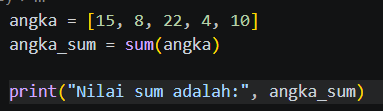 angka = [15, 8, 22, 4, 10]
angka_sum = sum(angka)
print("Nilai sum adalah:", angka_sum)